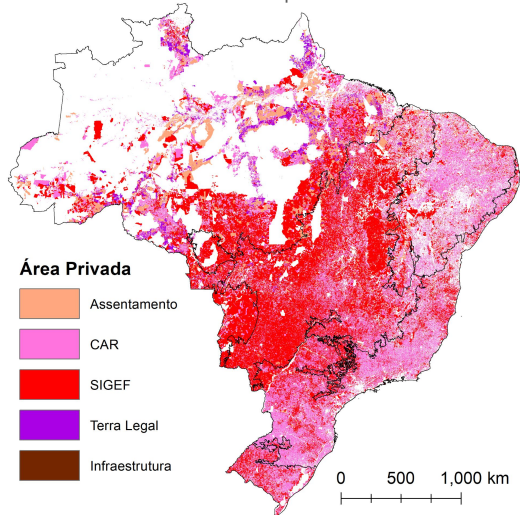 Área Privada
Assentamento
CAR
SIGEF
Terra Legal
Infraestrutura
0 500 1,000 km